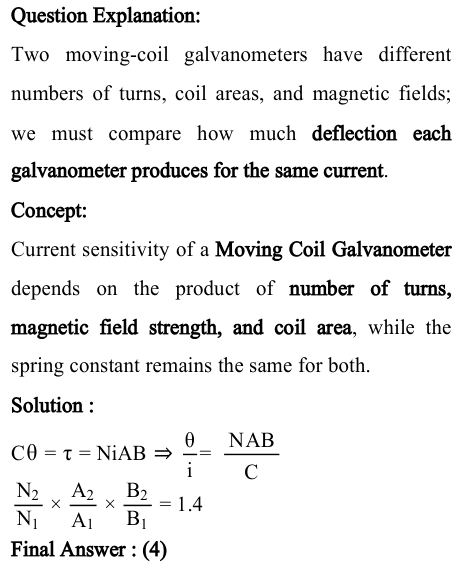 Question Explanation:
Two moving-coil galvanometers have different
numbers of turns, coil areas, and magnetic fields;
we must compare how much deflection each
galvanometer produces for the same current.
Concept:
Current sensitivity of a Moving Coil Galvanometer
depends on the product of number of turns,
magnetic field strength, and coil area, while the
spring constant remains the same for both.
Solution :
Cθ = τ = NiAB ⇒ θ/i = NAB/C
N₂/N₁ × A₂/A₁ × B₂/B₁ = 1.4
Final Answer : (4)